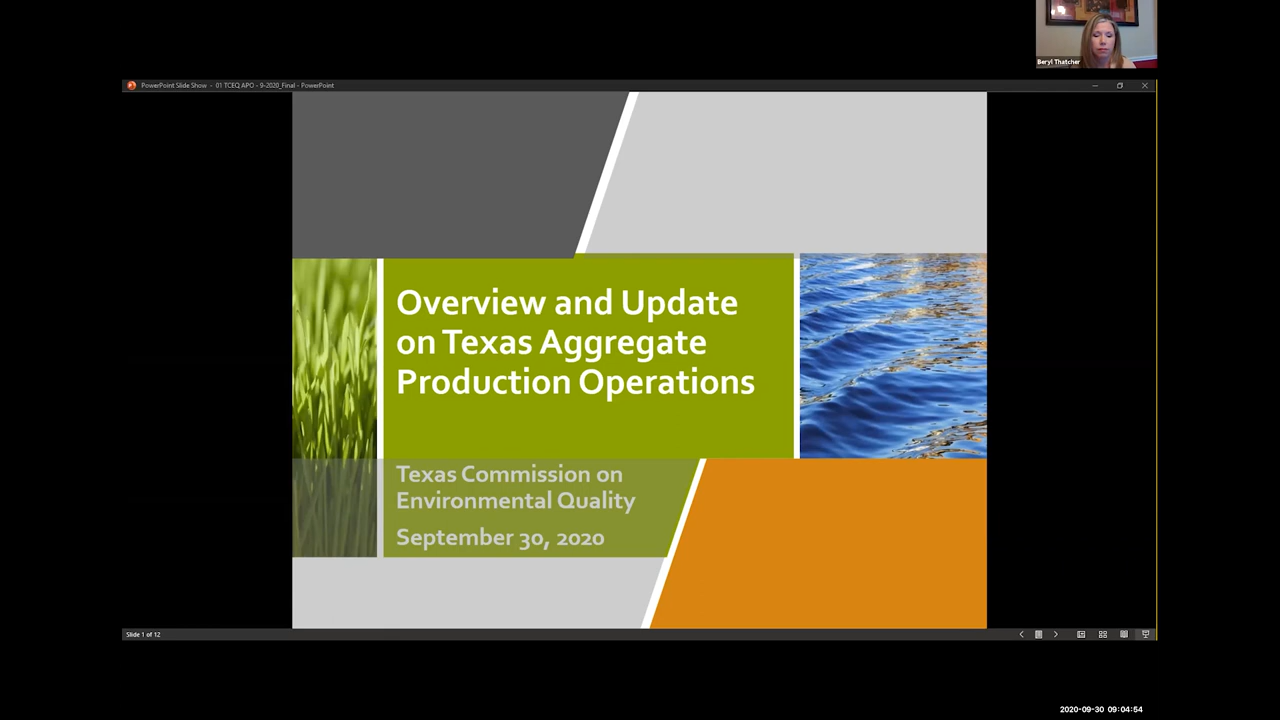 Beryl Thatcher
PowerPoint Slide Show - 01 TCEQ APO - 9-2020_Final - PowerPoint
Overview and Update
on Texas Aggregate
Production Operations
Texas Commission on
Environmental Quality
September 30, 2020
Slide 1 of 12
2020-09-30 09:04:54